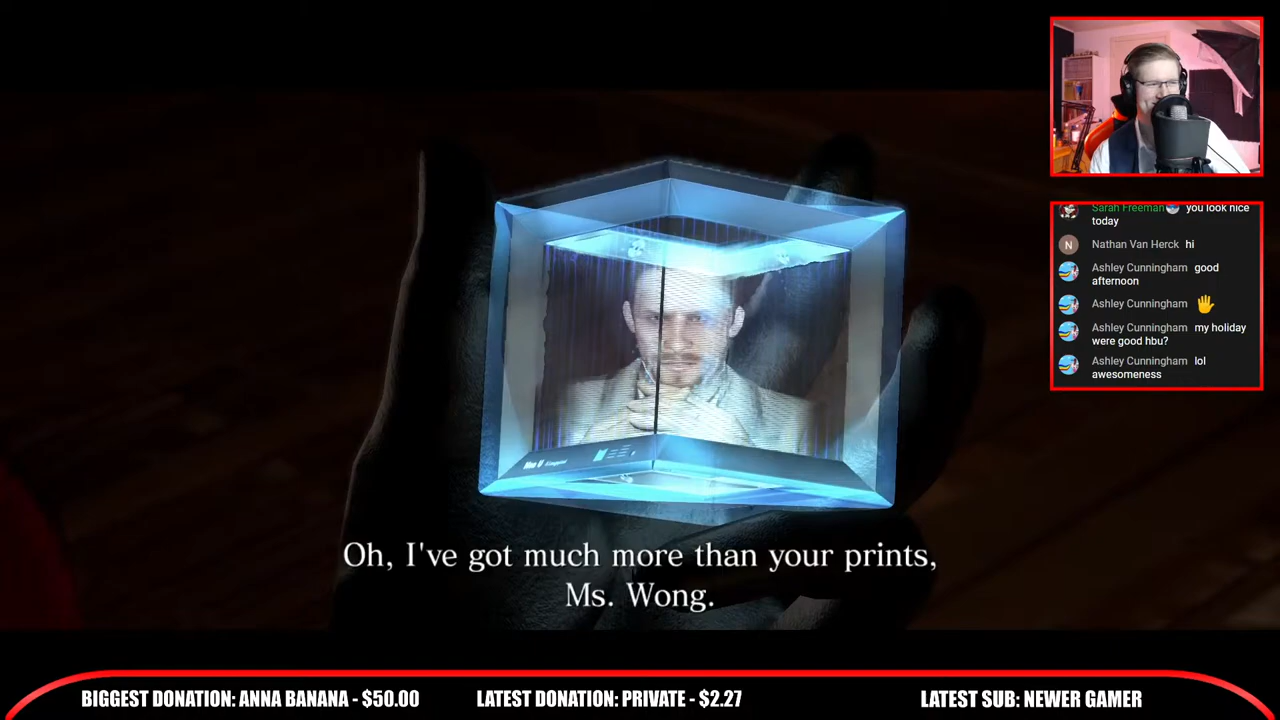 Sarah Freeman you look nice
today
N Nathan Van Herck hi
Ashley Cunningham good
afternoon
Ashley Cunningham 🖐
Ashley Cunningham my holiday
were good hbu?
Ashley Cunningham lol
awesomeness
Oh, I've got much more than your prints,
Ms. Wong.
BIGGEST DONATION: ANNA BANANA - $50.00
LATEST DONATION: PRIVATE - $2.27
LATEST SUB: NEWER GAMER